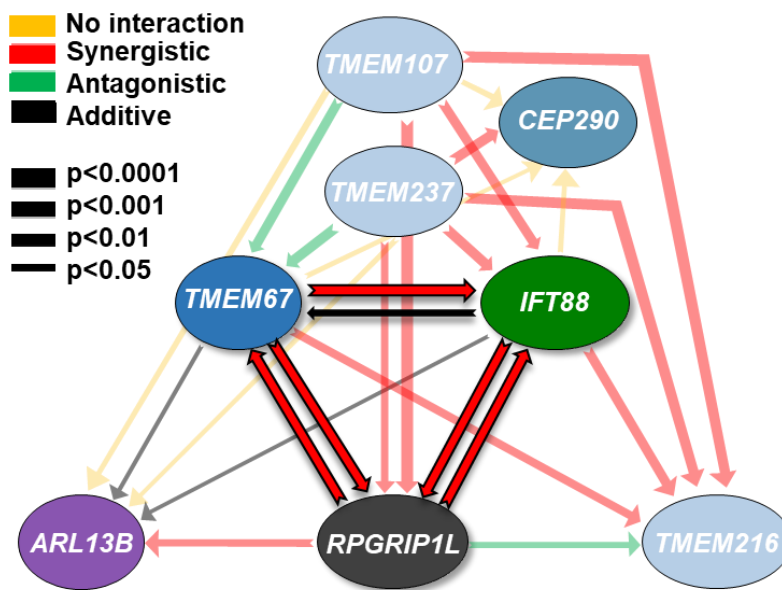 No interaction
Synergistic
Antagonistic
Additive
p<0.0001
p<0.001
p<0.01
p<0.05
TMEM107
CEP290
TMEM237
TMEM67
IFT88
ARL13B
RPGRIP1L
TMEM216